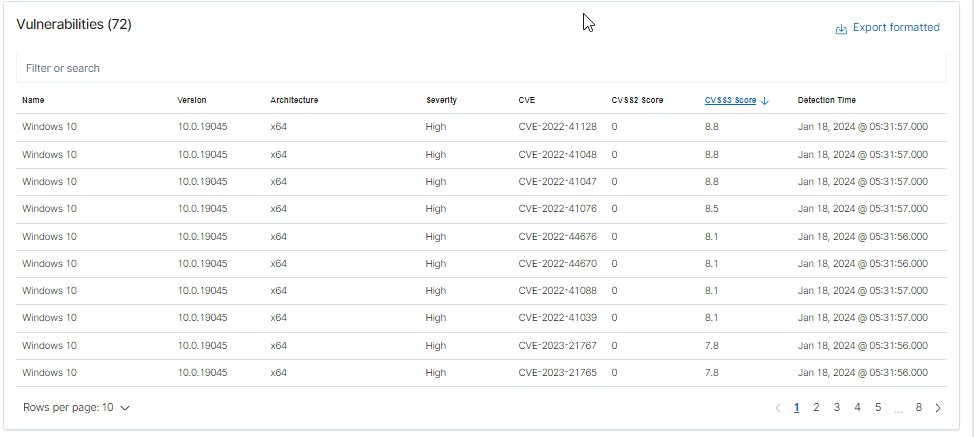 Vulnerabilities (72)
Export formatted
Filter or search
Name Version Architecture Severity CVE CVSS2 Score CVSS3 Score Detection Time
Windows 10 10.0.19045 x64 High CVE-2022-41128 0 8.8 Jan 18, 2024 @ 05:31:57.000
Windows 10 10.0.19045 x64 High CVE-2022-41048 0 8.8 Jan 18, 2024 @ 05:31:57.000
Windows 10 10.0.19045 x64 High CVE-2022-41047 0 8.8 Jan 18, 2024 @ 05:31:57.000
Windows 10 10.0.19045 x64 High CVE-2022-41076 0 8.5 Jan 18, 2024 @ 05:31:57.000
Windows 10 10.0.19045 x64 High CVE-2022-44676 0 8.1 Jan 18, 2024 @ 05:31:56.000
Windows 10 10.0.19045 x64 High CVE-2022-44670 0 8.1 Jan 18, 2024 @ 05:31:56.000
Windows 10 10.0.19045 x64 High CVE-2022-41088 0 8.1 Jan 18, 2024 @ 05:31:57.000
Windows 10 10.0.19045 x64 High CVE-2022-41039 0 8.1 Jan 18, 2024 @ 05:31:57.000
Windows 10 10.0.19045 x64 High CVE-2023-21767 0 7.8 Jan 18, 2024 @ 05:31:56.000
Windows 10 10.0.19045 x64 High CVE-2023-21765 0 7.8 Jan 18, 2024 @ 05:31:56.000
Rows per page: 10 1 2 3 4 5 ... 8